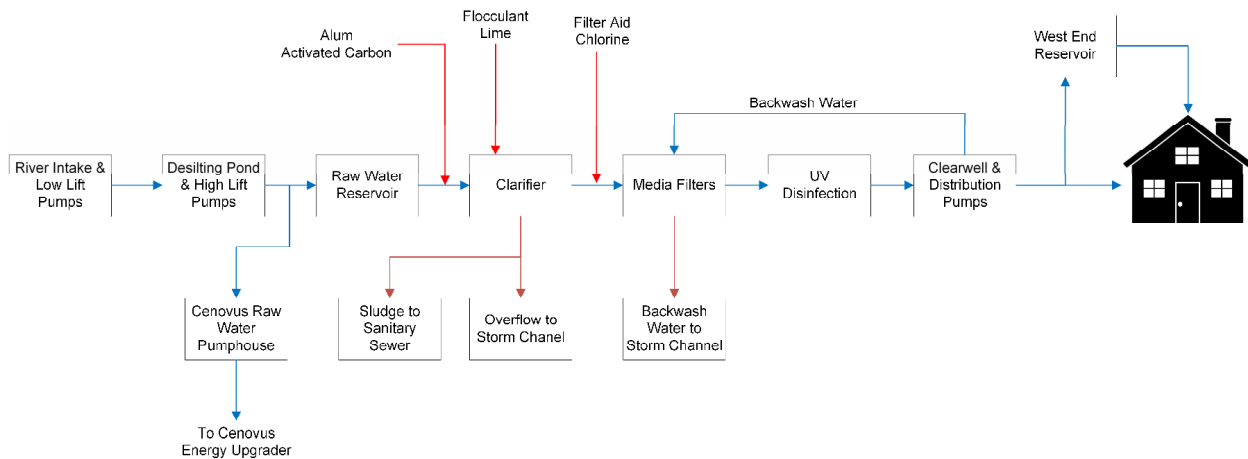 Alum
Activated Carbon
Flocculant
Lime
Filter Aid
Chlorine
West End
Reservoir
Backwash Water
River Intake &
Low Lift
Pumps
Desilting Pond
& High Lift
Pumps
Raw Water
Reservoir
Clarifier
Media Filters
UV
Disinfection
Clearwell &
Distribution
Pumps
Cenovus Raw
Water
Pumphouse
Sludge to
Sanitary
Sewer
Overflow to
Storm Chanel
Backwash
Water to
Storm Channel
To Cenovus
Energy Upgrader